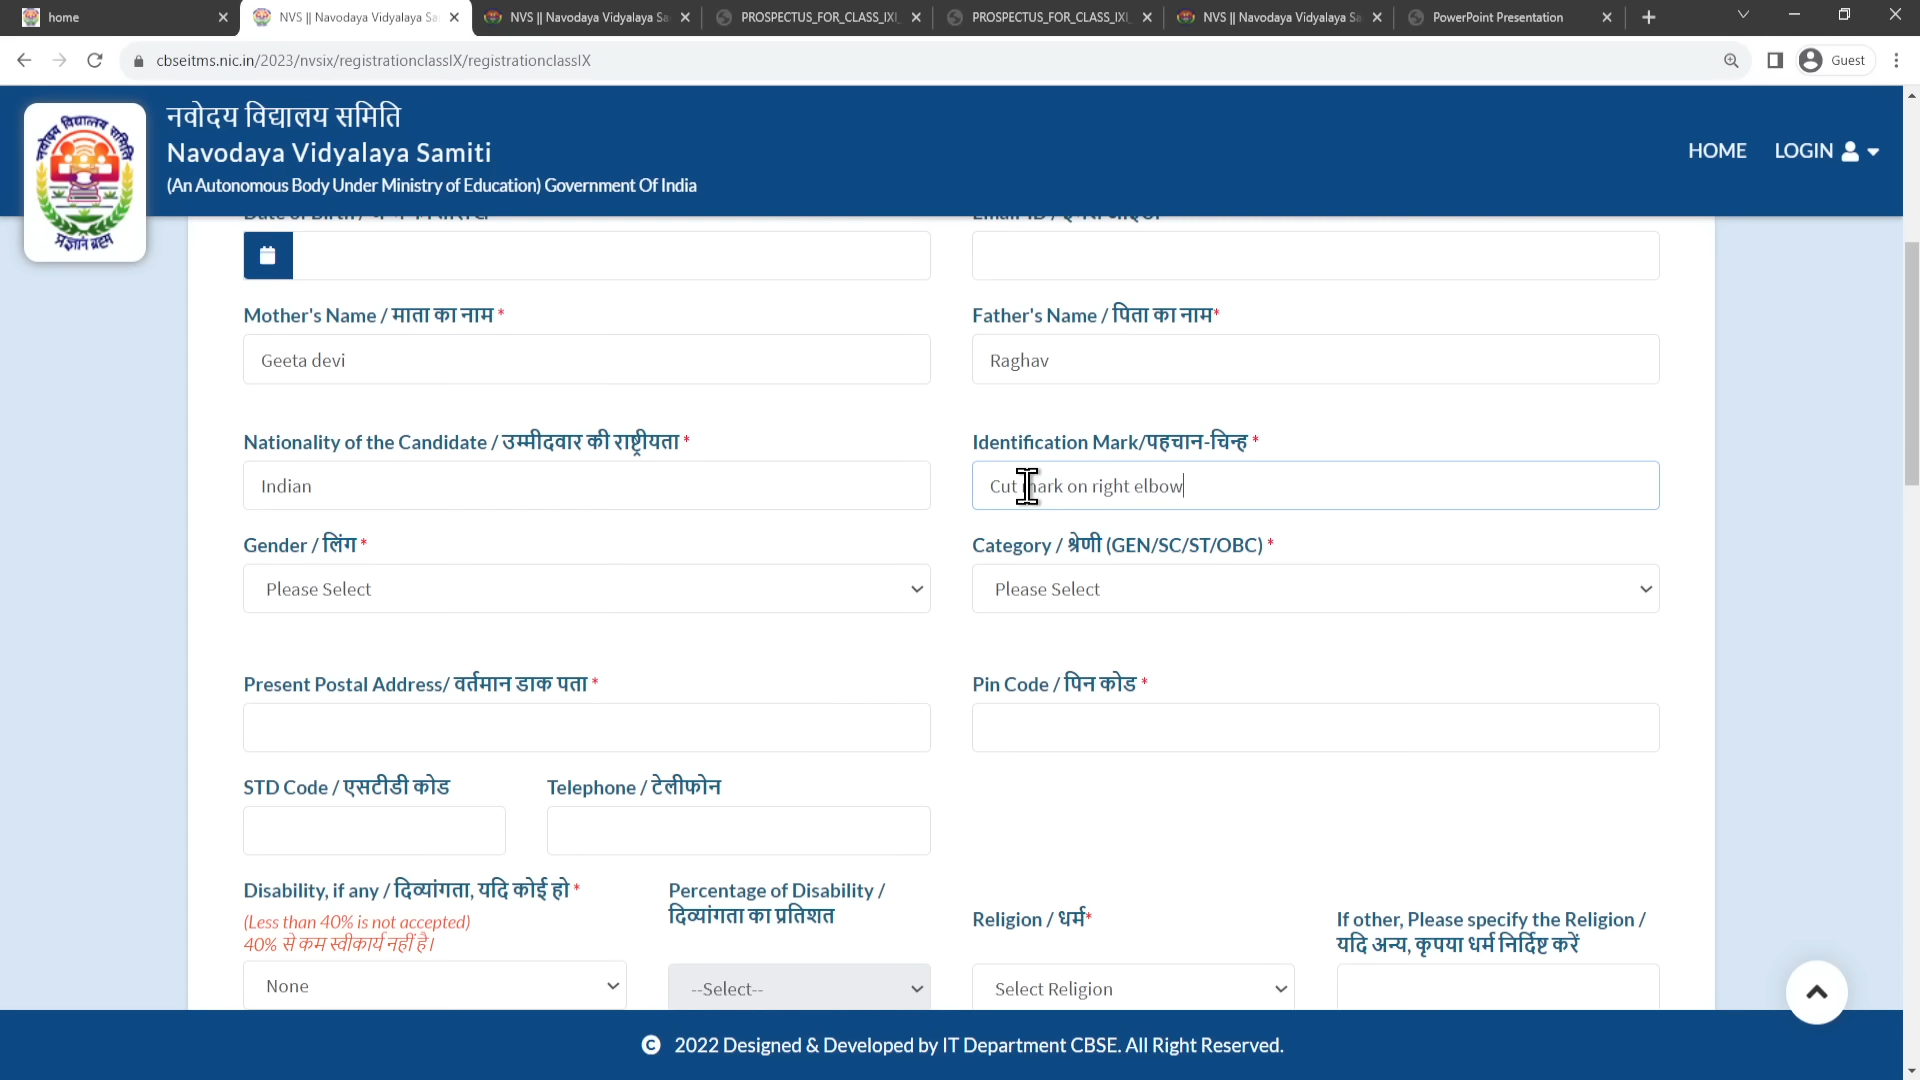 home
NVS || Navodaya Vidyalaya Sa
NVS || Navodaya Vidyalaya Sa
PROSPECTUS_FOR_CLASS_IX
PROSPECTUS_FOR_CLASS_IX
NVS || Navodaya Vidyalaya Sa
PowerPoint Presentation
cbseitms.nic.in/2023/nvsix/registrationclassIX/registrationclassIX
Guest
नवोदय विद्यालय समिति
Navodaya Vidyalaya Samiti
(An Autonomous Body Under Ministry of Education) Government Of India
HOME LOGIN
नवोदय विद्यालय समिति
प्रज्ञानं ब्रह्म
Mother's Name / माता का नाम *
Father's Name / पिता का नाम*
Geeta devi
Raghav
Nationality of the Candidate / उम्मीदवार की राष्ट्रीयता *
Identification Mark/पहचान-चिन्ह *
Indian
Cut mark on right elbow
Gender / लिंग *
Category / श्रेणी (GEN/SC/ST/OBC) *
Please Select
Please Select
Present Postal Address/ वर्तमान डाक पता *
Pin Code / पिन कोड *
STD Code / एसटीडी कोड
Telephone / टेलीफोन
Disability, if any / दिव्यांगता, यदि कोई हो *
(Less than 40% is not accepted)
40% से कम स्वीकार्य नहीं है।
None
Percentage of Disability /
दिव्यांगता का प्रतिशत
--Select--
Religion / धर्म*
Select Religion
If other, Please specify the Religion /
यदि अन्य, कृपया धर्म निर्दिष्ट करें
© 2022 Designed & Developed by IT Department CBSE. All Right Reserved.